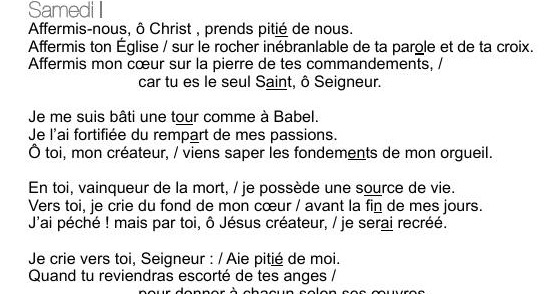 Samedi I
Affermis-nous, ô Christ , prends pitié de nous.
Affermis ton Église / sur le rocher inébranlable de ta parole et de ta croix.
Affermis mon cœur sur la pierre de tes commandements, /
car tu es le seul Saint, ô Seigneur.
Je me suis bâti une tour comme à Babel.
Je l'ai fortifiée du rempart de mes passions.
Ô toi, mon créateur, / viens saper les fondements de mon orgueil.
En toi, vainqueur de la mort, / je possède une source de vie.
Vers toi, je crie du fond de mon cœur / avant la fin de mes jours.
J'ai péché ! mais par toi, ô Jésus créateur, / je serai recréé.
Je crie vers toi, Seigneur : / Aie pitié de moi.
Quand tu reviendras escorté de tes anges /
pour donner à chacun selon ses œuvres